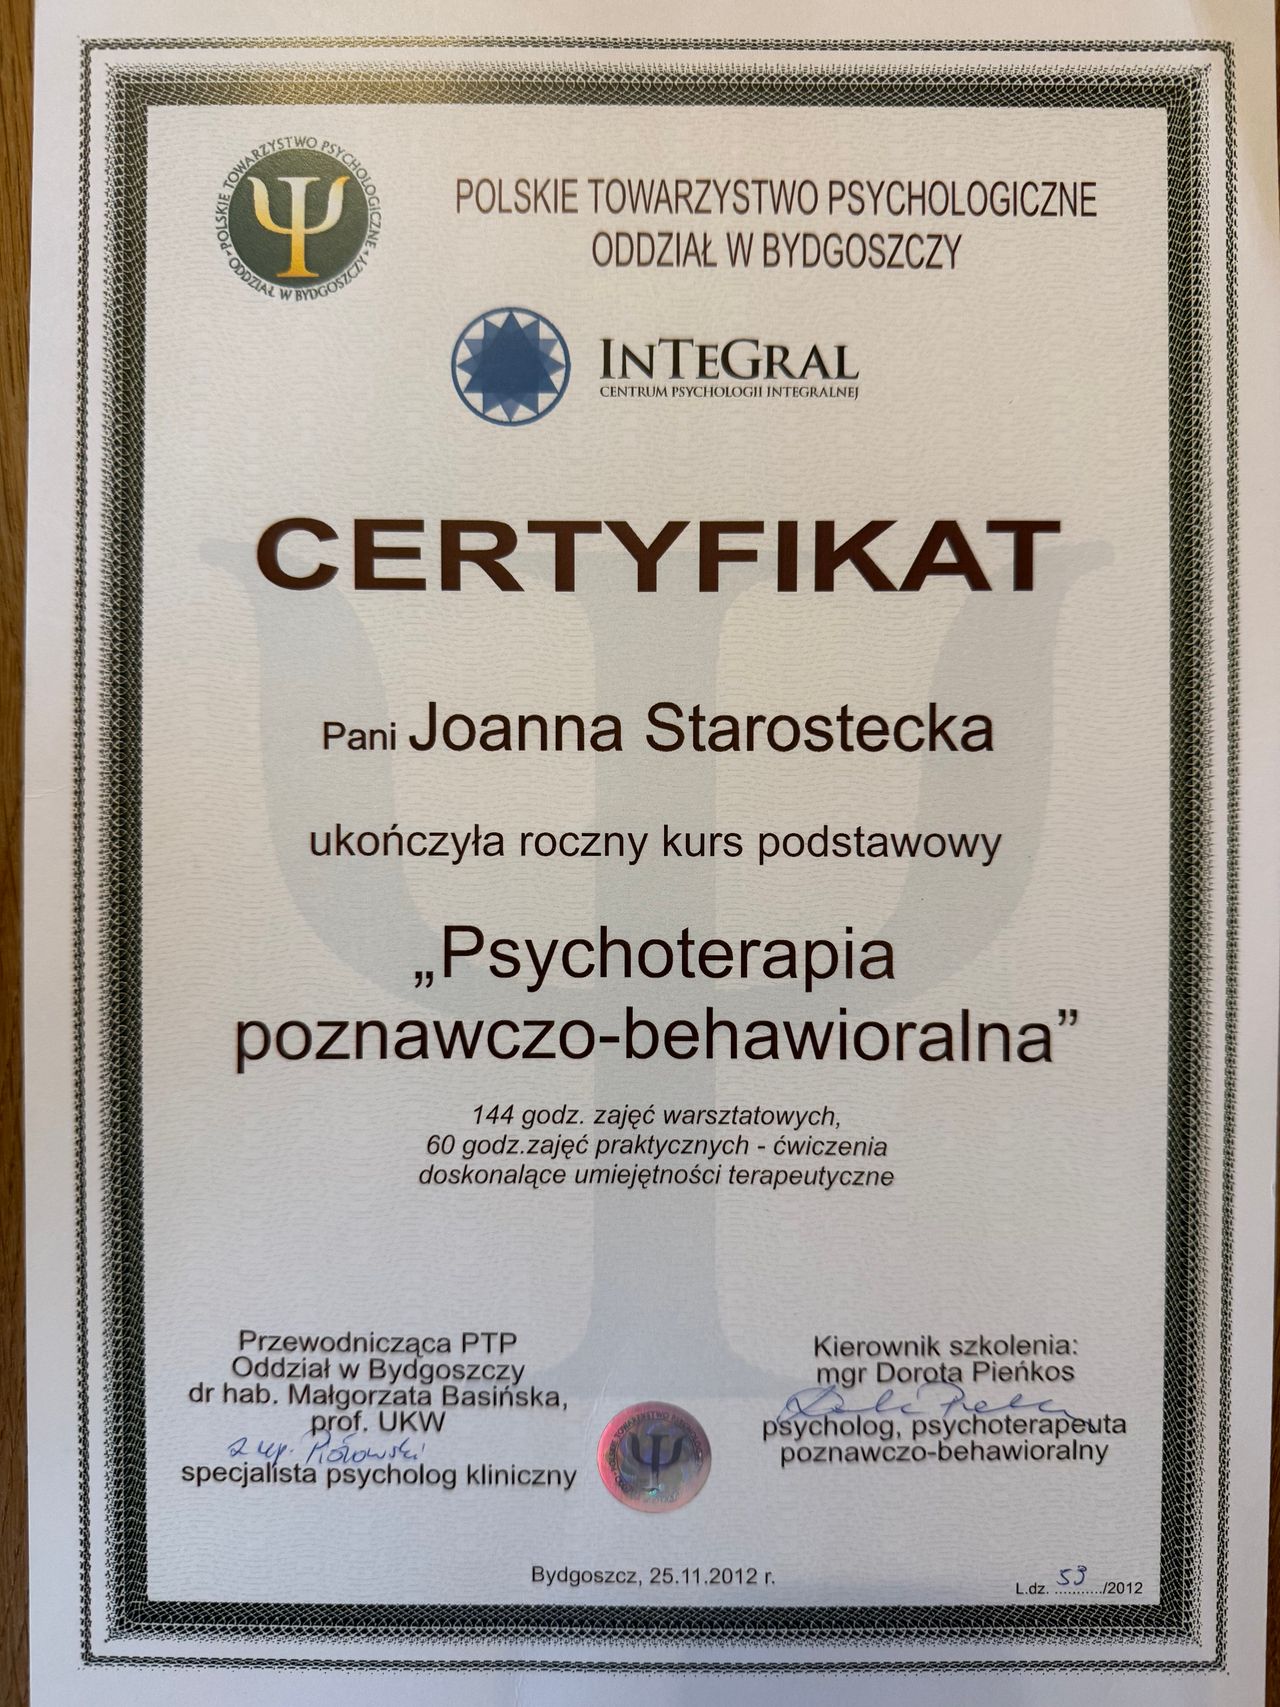 POLSKIE TOWARZYSTWO PSYCHOLOGICZNE
• ODDZIAŁ W BYDGOSZCZY •
POLSKIE TOWARZYSTWO PSYCHOLOGICZNE
ODDZIAŁ W BYDGOSZCZY
INTEGRAL
CENTRUM PSYCHOLOGII INTEGRALNEJ
CERTYFIKAT
Pani Joanna Starostecka
ukończyła roczny kurs podstawowy
„Psychoterapia
poznawczo-behawioralna”
144 godz. zajęć warsztatowych,
60 godz.zajęć praktycznych - ćwiczenia
doskonalące umiejętności terapeutyczne
Przewodnicząca PTP
Oddział w Bydgoszczy
dr hab. Małgorzata Basińska,
prof. UKW
specjalista psycholog kliniczny
Kierownik szkolenia:
mgr Dorota Pieńkos
psycholog, psychoterapeuta
poznawczo-behawioralny
Bydgoszcz, 25.11.2012 r.
L.dz. 53/2012